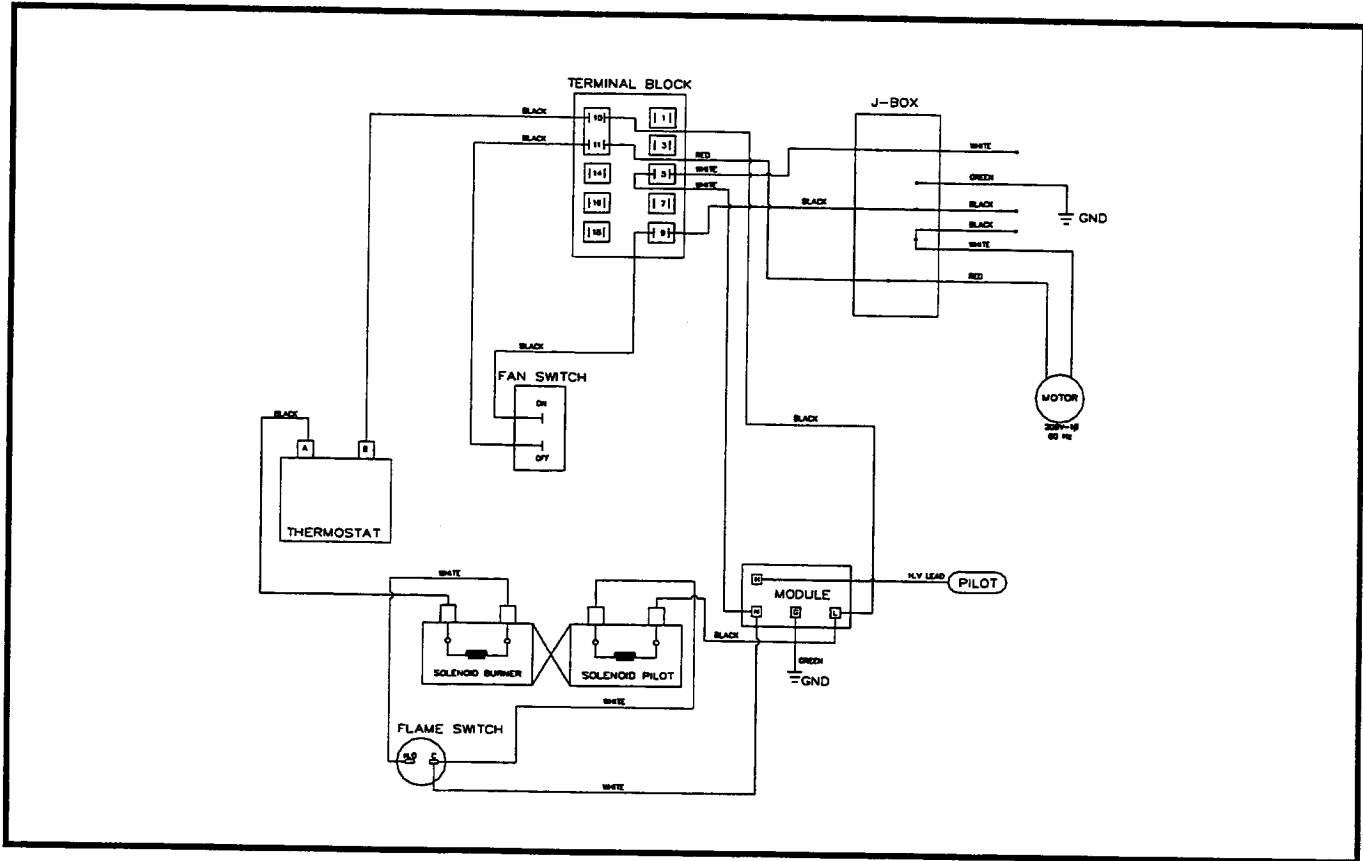 TERMINAL BLOCK
J-BOX
BLACK
10
1
BLACK
11
3
WHITE
RED
14
WHITE
5
WHITE
GREEN
16
7
BLACK
BLACK
GND
18
9
BLACK
WHITE
RED
BLACK
FAN SWITCH
ON
MOTOR
208V-1Ø
60 Hz
BLACK
BLACK
A
B
OFF
THERMOSTAT
WHITE
H.V LEAD
PILOT
MODULE
N
G
L
BLACK
GREEN
SOLENOID BURNER
SOLENOID PILOT
GND
WHITE
FLAME SWITCH
N.O
C
WHITE